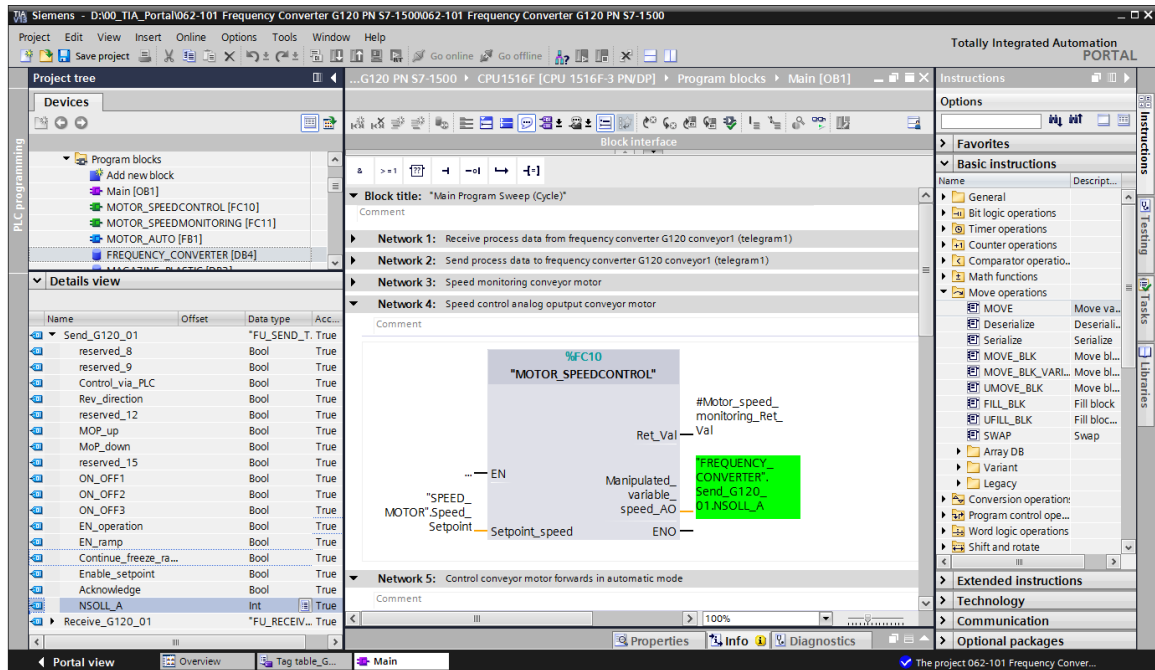 Siemens - D:\00_TIA_Portal\062-101 Frequency Converter G120 PN S7-1500\062-101 Frequency Converter G120 PN S7-1500
Project Edit View Insert Online Options Tools Window Help
Totally Integrated Automation
PORTAL
Save project
Go online Go offline
Project tree
...G120 PN S7-1500 ▸ CPU1516F [CPU 1516F-3 PN/DP] ▸ Program blocks ▸ Main [OB1]
Instructions
Devices
Options
PLC programming
Program blocks
Add new block
Main [OB1]
MOTOR_SPEEDCONTROL [FC10]
MOTOR_SPEEDMONITORING [FC11]
MOTOR_AUTO [FB1]
FREQUENCY_CONVERTER [DB4]
Details view
Name Offset Data type Acc...
Send_G120_01 "FU_SEND_T. True
reserved_8 Bool True
reserved_9 Bool True
Control_via_PLC Bool True
Rev_direction Bool True
reserved_12 Bool True
MOP_up Bool True
MoP_down Bool True
reserved_15 Bool True
ON_OFF1 Bool True
ON_OFF2 Bool True
ON_OFF3 Bool True
EN_operation Bool True
EN_ramp Bool True
Continue_freeze_ra... Bool True
Enable_setpoint Bool True
Acknowledge Bool True
NSOLL_A Int True
Receive_G120_01 "FU_RECEIV... True
Block interface
& >=1 [??] ⊣ -o| ↦ -[=]
Block title: "Main Program Sweep (Cycle)"
Comment
Network 1: Receive process data from frequency converter G120 conveyor1 (telegram1)
Network 2: Send process data to frequency converter G120 conveyor1 (telegram1)
Network 3: Speed monitoring conveyor motor
Network 4: Speed control analog oputput conveyor motor
Comment
%FC10
"MOTOR_SPEEDCONTROL"
#Motor_speed_
monitoring_Ret_
Ret_Val Val
... EN
"FREQUENCY_
CONVERTER".
Send_G120_
01.NSOLL_A
Manipulated_
variable_
speed_AO
"SPEED_
MOTOR".Speed_
Setpoint
Setpoint_speed ENO
Network 5: Control conveyor motor forwards in automatic mode
Comment
100%
Properties Info Diagnostics
Favorites
Basic instructions
Name Descript...
General
Bit logic operations
Timer operations
Counter operations
Comparator operatio..
Math functions
Move operations
MOVE Move va..
Deserialize Deseriali..
Serialize Serialize
MOVE_BLK Move bl...
MOVE_BLK_VARI... Move bl...
UMOVE_BLK Move bl...
FILL_BLK Fill block
UFILL_BLK Fill bloc...
SWAP Swap
Array DB
Variant
Legacy
Conversion operation:
Program control ope...
Word logic operations
Shift and rotate
Extended instructions
Technology
Communication
Optional packages
Instructions
Testing
Tasks
Libraries
Portal view Overview Tag table_G... Main
The project 062-101 Frequency Conver...